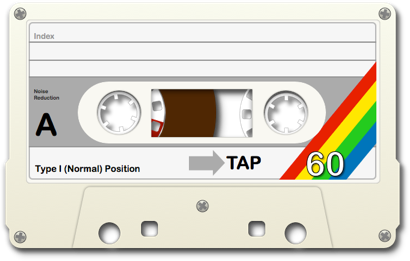 Index
Noise
Reduction
A
Type I (Normal) Position
TAP
60